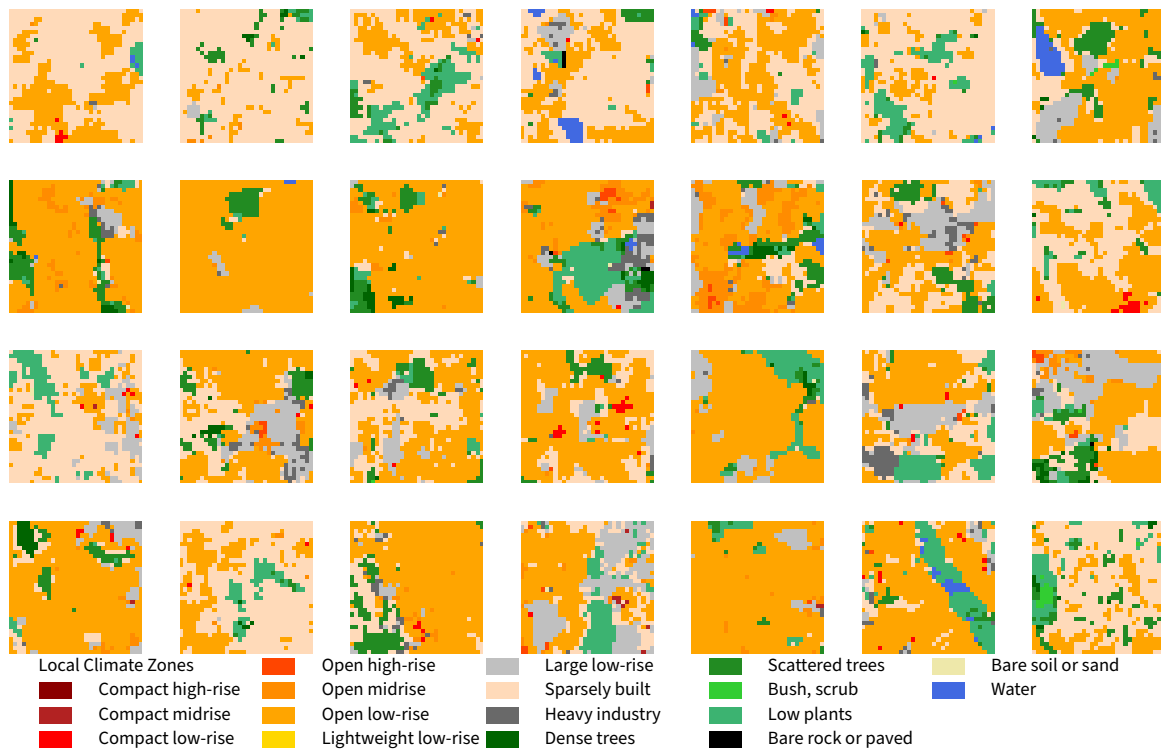 Local Climate Zones
Compact high-rise
Compact midrise
Compact low-rise
Open high-rise
Open midrise
Open low-rise
Lightweight low-rise
Large low-rise
Sparsely built
Heavy industry
Dense trees
Scattered trees
Bush, scrub
Low plants
Bare rock or paved
Bare soil or sand
Water